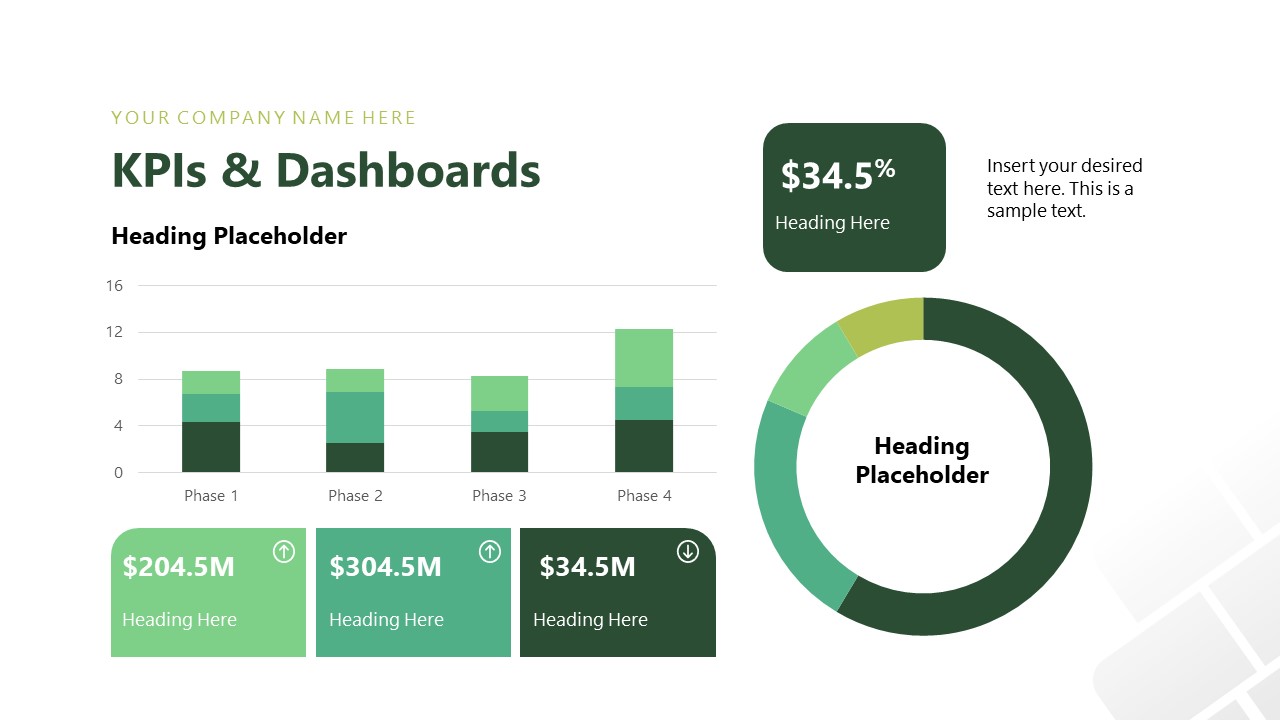 YOUR COMPANY NAME HERE
KPIs & Dashboards
Heading Placeholder
16
12
8
4
0
Phase 1 Phase 2 Phase 3 Phase 4
$204.5M
Heading Here
$304.5M
Heading Here
$34.5M
Heading Here
$34.5%
Heading Here
Insert your desired
text here. This is a
sample text.
Heading
Placeholder